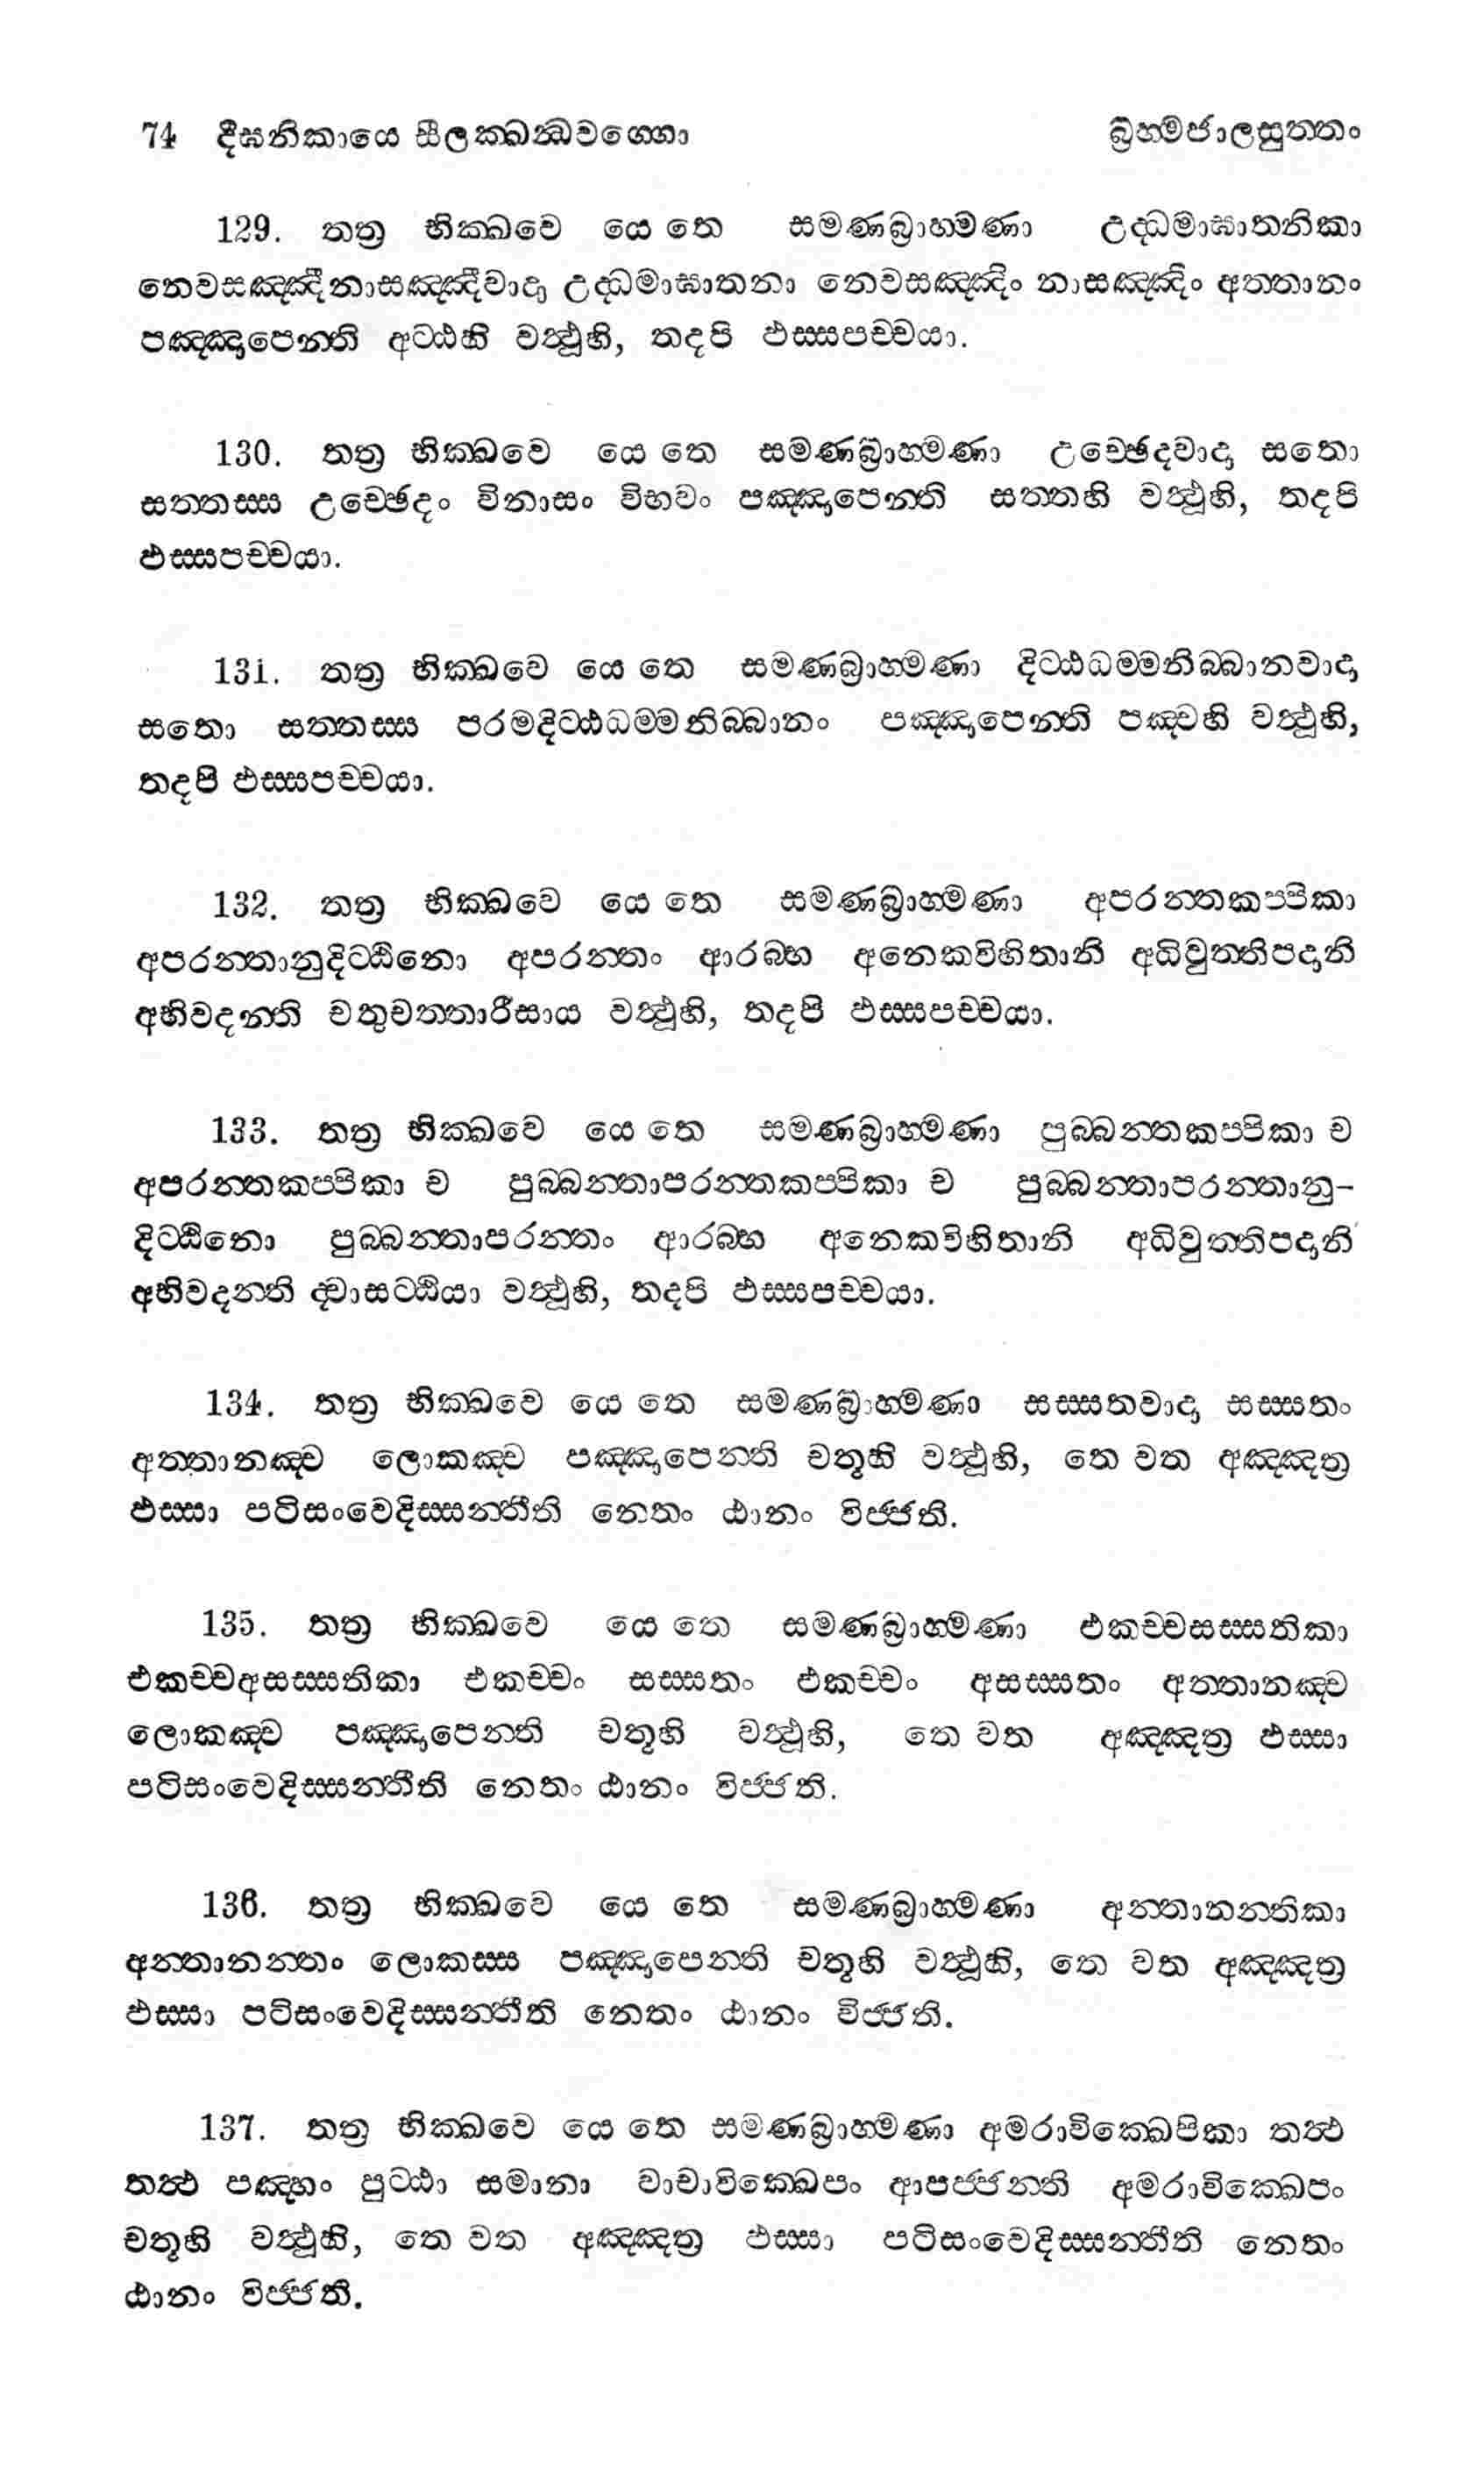 74 දීඝනිකායෙ සීලක්ඛන්ධවග්ගො බ්‍රහ්මජාලසුත්තං
129. තත්‍ර භික්ඛවෙ යෙ තෙ සමණබ්‍රාහ්මණා උද්ධමාඝාතනිකා
නෙවසඤ්ඤීනාසඤ්ඤීවාදා උද්ධමාඝාතනා නෙවසඤ්ඤිං නාසඤ්ඤිං අත්තානං
පඤ්ඤාපෙන්ති අට්ඨහි වත්ථූහි, තදපි ඵස්සපච්චයා.
130. තත්‍ර භික්ඛවෙ යෙ තෙ සමණබ්‍රාහ්මණා උච්ඡෙදවාදා සතො
සත්තස්ස උච්ඡෙදං විනාසං විභවං පඤ්ඤාපෙන්ති සත්තහි වත්ථූහි, තදපි
ඵස්සපච්චයා.
131. තත්‍ර භික්ඛවෙ යෙ තෙ සමණබ්‍රාහ්මණා දිට්ඨධම්මනිබ්බානවාදා
සතො සත්තස්ස පරමදිට්ඨධම්මනිබ්බානං පඤ්ඤාපෙන්ති පඤ්චහි වත්ථූහි,
තදපි ඵස්සපච්චයා.
132. තත්‍ර භික්ඛවෙ යෙ තෙ සමණබ්‍රාහ්මණා අපරන්තකප්පිකා
අපරන්තානුදිට්ඨිනො අපරන්තං ආරබ්භ අනෙකවිහිතානි අධිවුත්තිපදානි
අභිවදන්ති චතුචත්තාරීසාය වත්ථූහි, තදපි ඵස්සපච්චයා.
133. තත්‍ර භික්ඛවෙ යෙ තෙ සමණබ්‍රාහ්මණා පුබ්බන්තකප්පිකා ච
අපරන්තකප්පිකා ච පුබ්බන්තාපරන්තකප්පිකා ච පුබ්බන්තාපරන්තානු-
දිට්ඨිනො පුබ්බන්තාපරන්තං ආරබ්භ අනෙකවිහිතානි අධිවුත්තිපදානි
අභිවදන්ති ද්වාසට්ඨියා වත්ථූහි, තදපි ඵස්සපච්චයා.
134. තත්‍ර භික්ඛවෙ යෙ තෙ සමණබ්‍රාහ්මණා සස්සතවාදා සස්සතං
අත්තානඤ්ච ලොකඤ්ච පඤ්ඤාපෙන්ති චතූහි වත්ථූහි, තෙ වත අඤ්ඤත්‍ර
ඵස්සා පටිසංවෙදිස්සන්තීති නෙතං ඨානං විජ්ජති.
135. තත්‍ර භික්ඛවෙ යෙ තෙ සමණබ්‍රාහ්මණා එකච්චසස්සතිකා
එකච්චඅසස්සතිකා එකච්චං සස්සතං එකච්චං අසස්සතං අත්තානඤ්ච
ලොකඤ්ච පඤ්ඤාපෙන්ති චතූහි වත්ථූහි, තෙ වත අඤ්ඤත්‍ර ඵස්සා
පටිසංවෙදිස්සන්තීති නෙතං ඨානං විජ්ජති.
136. තත්‍ර භික්ඛවෙ යෙ තෙ සමණබ්‍රාහ්මණා අන්තානන්තිකා
අන්තානන්තං ලොකස්ස පඤ්ඤාපෙන්ති චතූහි වත්ථූහි, තෙ වත අඤ්ඤත්‍ර
ඵස්සා පටිසංවෙදිස්සන්තීති නෙතං ඨානං විජ්ජති.
137. තත්‍ර භික්ඛවෙ යෙ තෙ සමණබ්‍රාහ්මණා අමරාවික්ඛෙපිකා තත්ථ
තත්ථ පඤ්හං පුට්ඨා සමානා වාචාවික්ඛෙපං ආපජ්ජන්ති අමරාවික්ඛෙපං
චතූහි වත්ථූහි, තෙ වත අඤ්ඤත්‍ර ඵස්සා පටිසංවෙදිස්සන්තීති නෙතං
ඨානං විජ්ජති.